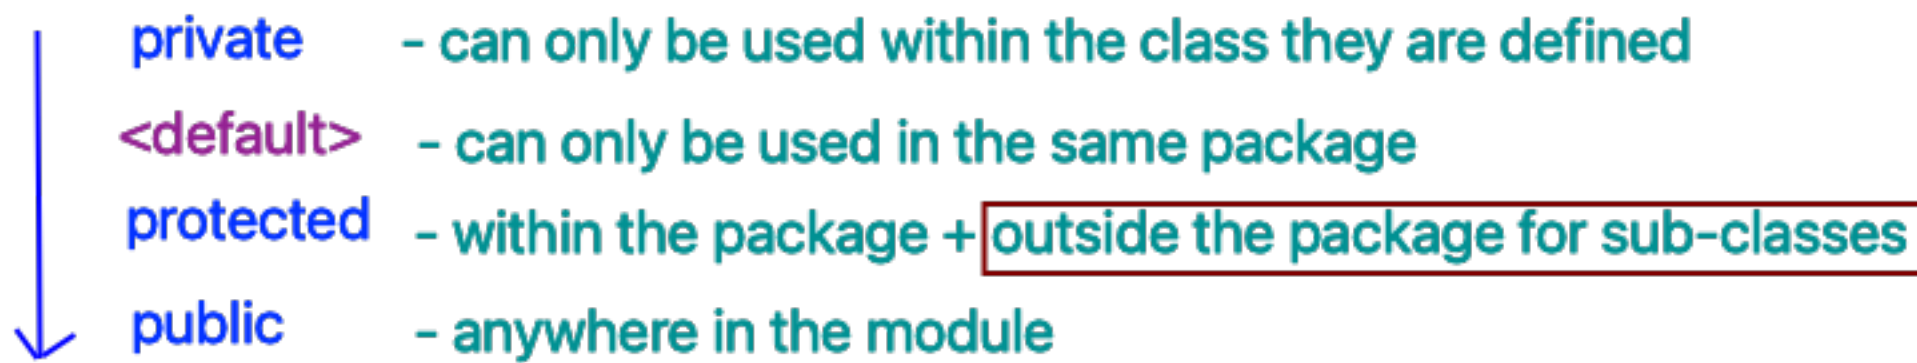 private - can only be used within the class they are defined
<default> - can only be used in the same package
protected - within the package + outside the package for sub-classes
public - anywhere in the module